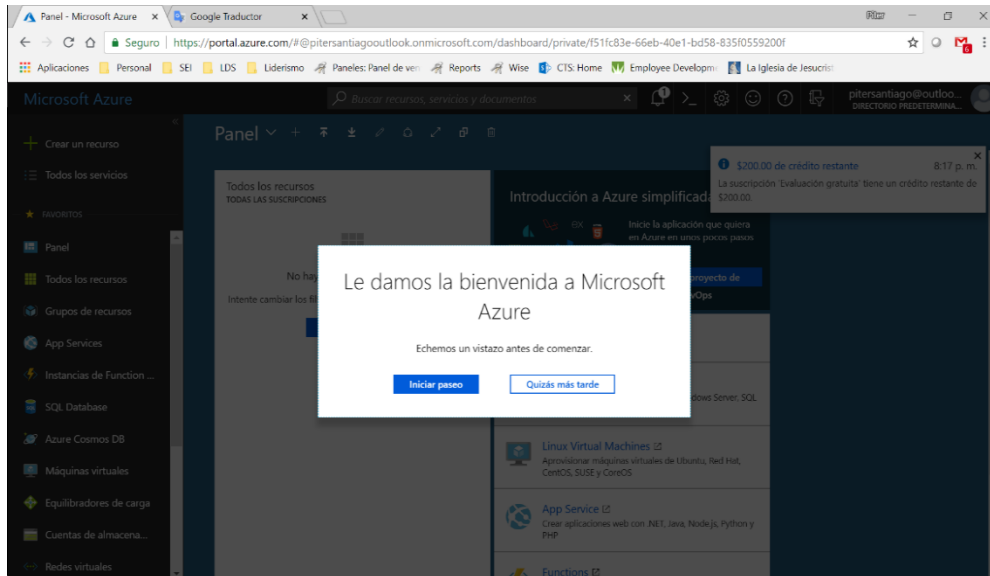 Panel - Microsoft Azure
Google Traductor
Seguro
https://portal.azure.com/#@pitersantiagooutlook.onmicrosoft.com/dashboard/private/f51fc83e-66eb-40e1-bd58-835f0559200f
Aplicaciones Personal SEI LDS Liderismo Paneles: Panel de ven Reports Wise CTS: Home Employee Developme La Iglesia de Jesucrist
Microsoft Azure
Buscar recursos, servicios y documentos
1
pitersantiago@outloo...
DIRECTORIO PREDETERMINA...
Crear un recurso
Todos los servicios
FAVORITOS
Panel
Todos los recursos
Grupos de recursos
App Services
Instancias de Function ...
SQL Database
Azure Cosmos DB
Máquinas virtuales
Equilibradores de carga
Cuentas de almacena...
Redes virtuales
Panel
Todos los recursos
TODAS LAS SUSCRIPCIONES
No hay
Intente cambiar los fil
Introducción a Azure simplificada
Inicie la aplicación que quiera
en Azure en unos pocos pasos
proyecto de
vOps
$200.00 de crédito restante
8:17 p. m.
La suscripción 'Evaluación gratuita' tiene un crédito restante de
$200.00.
Le damos la bienvenida a Microsoft
Azure
Echemos un vistazo antes de comenzar.
Iniciar paseo
Quizás más tarde
dows Server, SQL
Linux Virtual Machines
Aprovisionar máquinas virtuales de Ubuntu, Red Hat,
CentOS, SUSE y CoreOS
App Service
Crear aplicaciones web con .NET, Java, Node.js, Python y
PHP
Functions